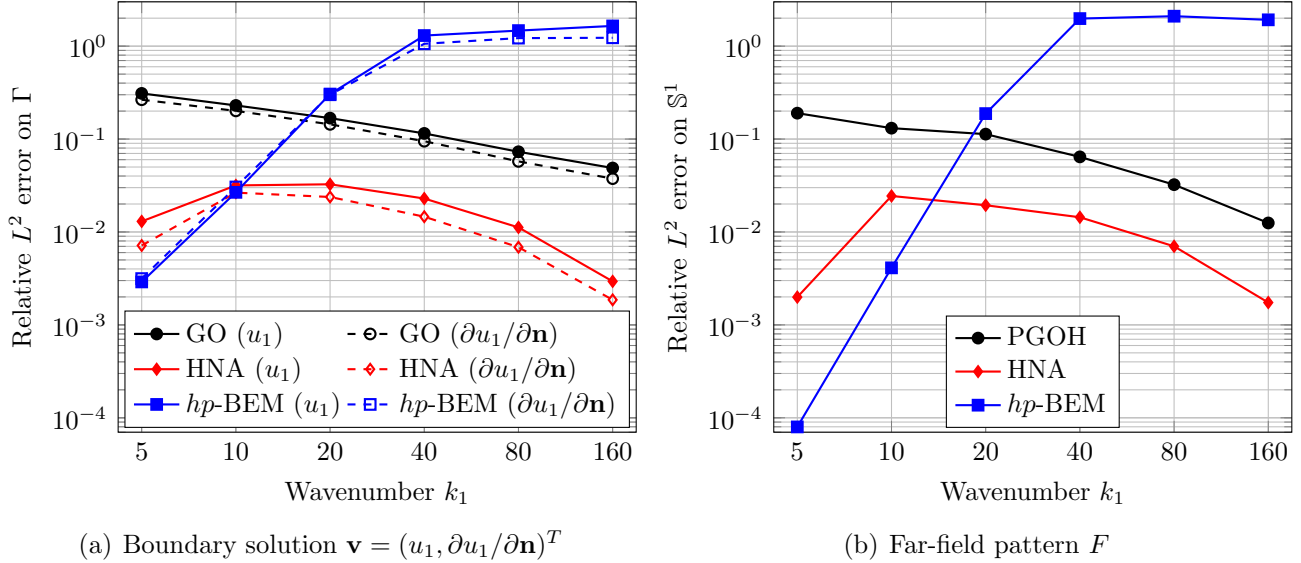 10^0
10^{-1}
10^{-2}
10^{-3}
10^{-4}
Relative L^2 error on Γ
GO (u_1)
GO (∂u_1/∂**n**)
HNA (u_1)
HNA (∂u_1/∂**n**)
hp-BEM (u_1)
hp-BEM (∂u_1/∂**n**)
5 10 20 40 80 160
Wavenumber k_1
(a) Boundary solution **v** = (u_1, ∂u_1/∂**n**)^T
10^0
10^{-1}
10^{-2}
10^{-3}
10^{-4}
Relative L^2 error on 𝕊^1
PGOH
HNA
hp-BEM
5 10 20 40 80 160
Wavenumber k_1
(b) Far-field pattern F